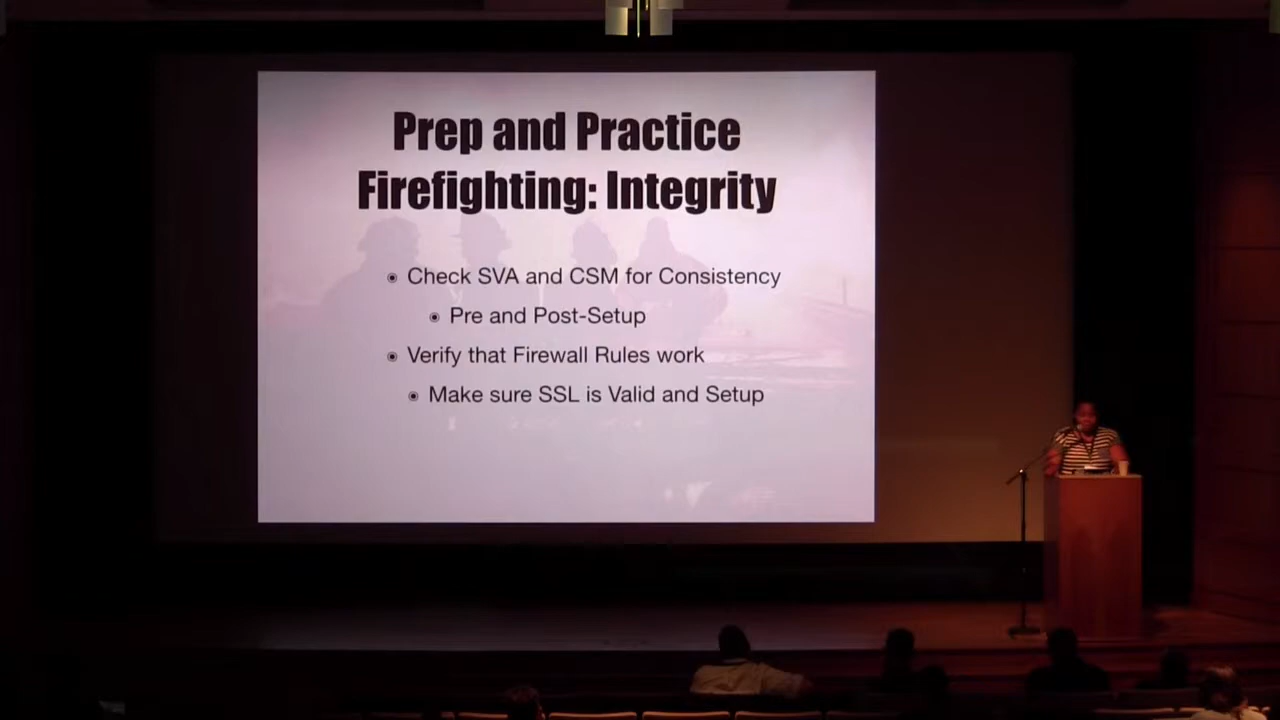 Prep and Practice
Firefighting: Integrity
Check SVA and CSM for Consistency
Pre and Post-Setup
Verify that Firewall Rules work
Make sure SSL is Valid and Setup